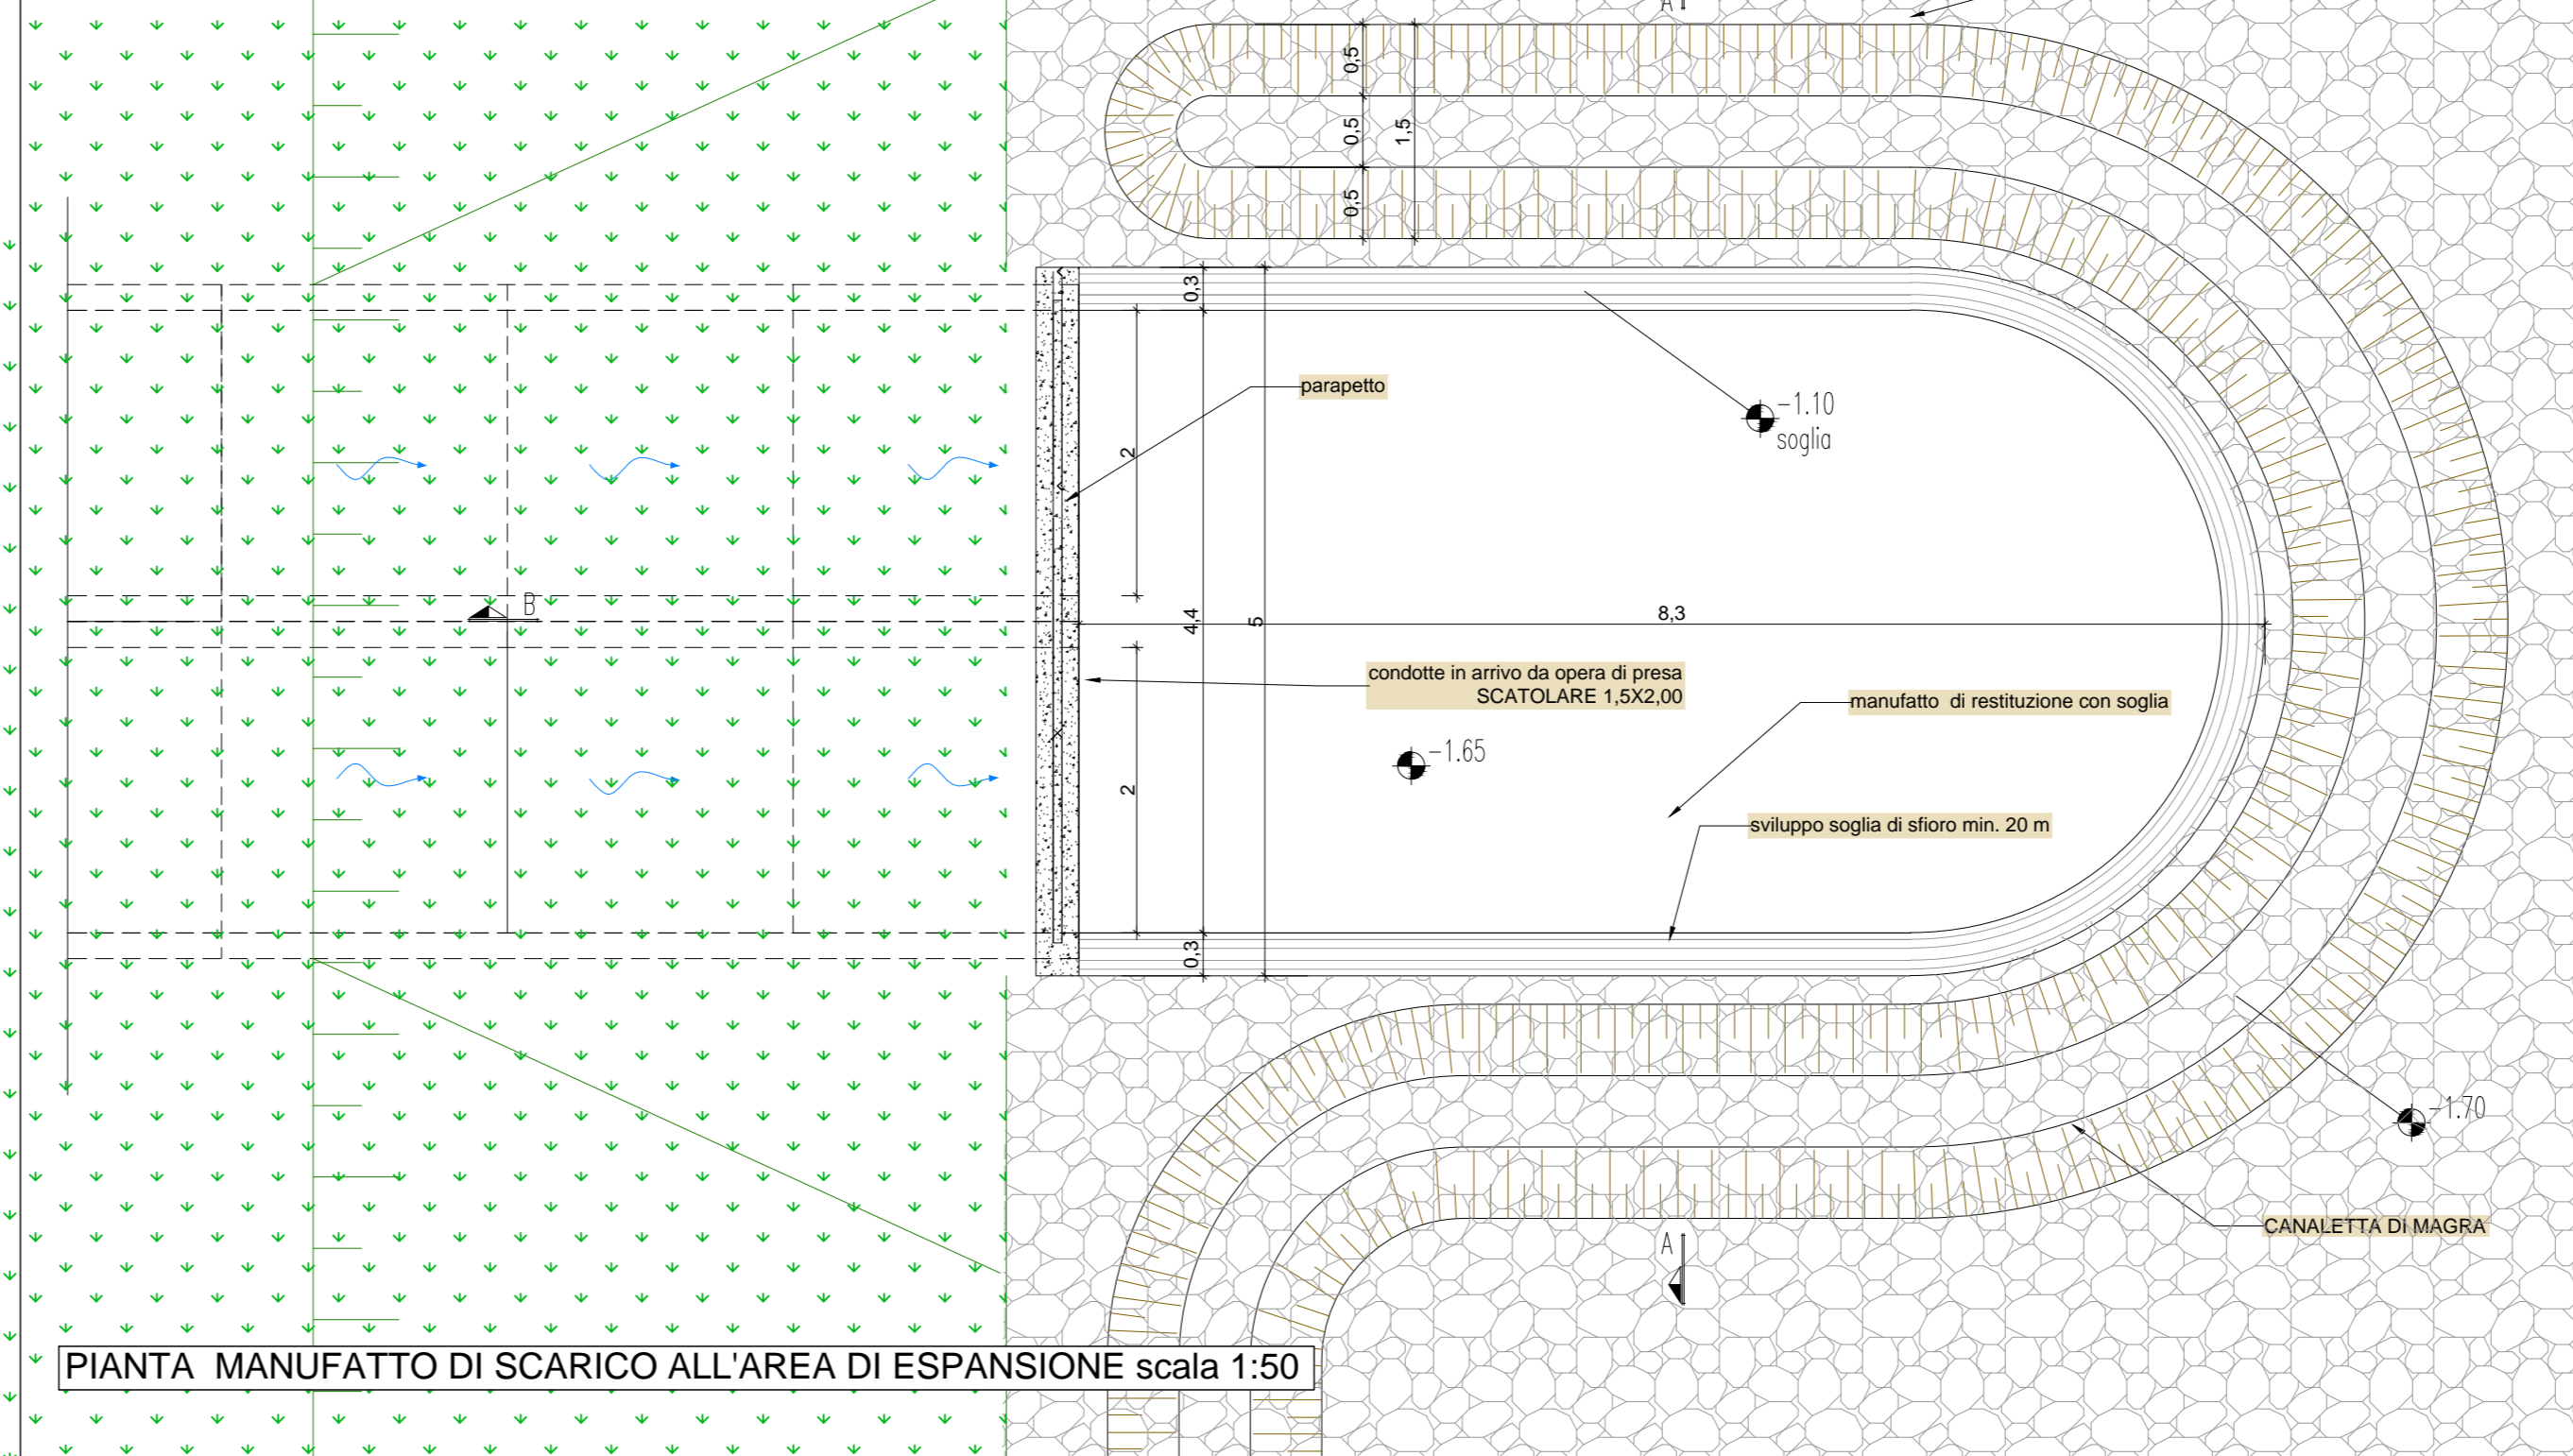 A
0,5
0,5
1,5
0,5
0,3
parapetto
-1.10
soglia
2
B
4,4
5
8,3
condotte in arrivo da opera di presa
SCATOLARE 1,5X2,00
manufatto di restituzione con soglia
-1.65
2
sviluppo soglia di sfioro min. 20 m
0,3
-1.70
CANALETTA DI MAGRA
A
PIANTA MANUFATTO DI SCARICO ALL'AREA DI ESPANSIONE scala 1:50